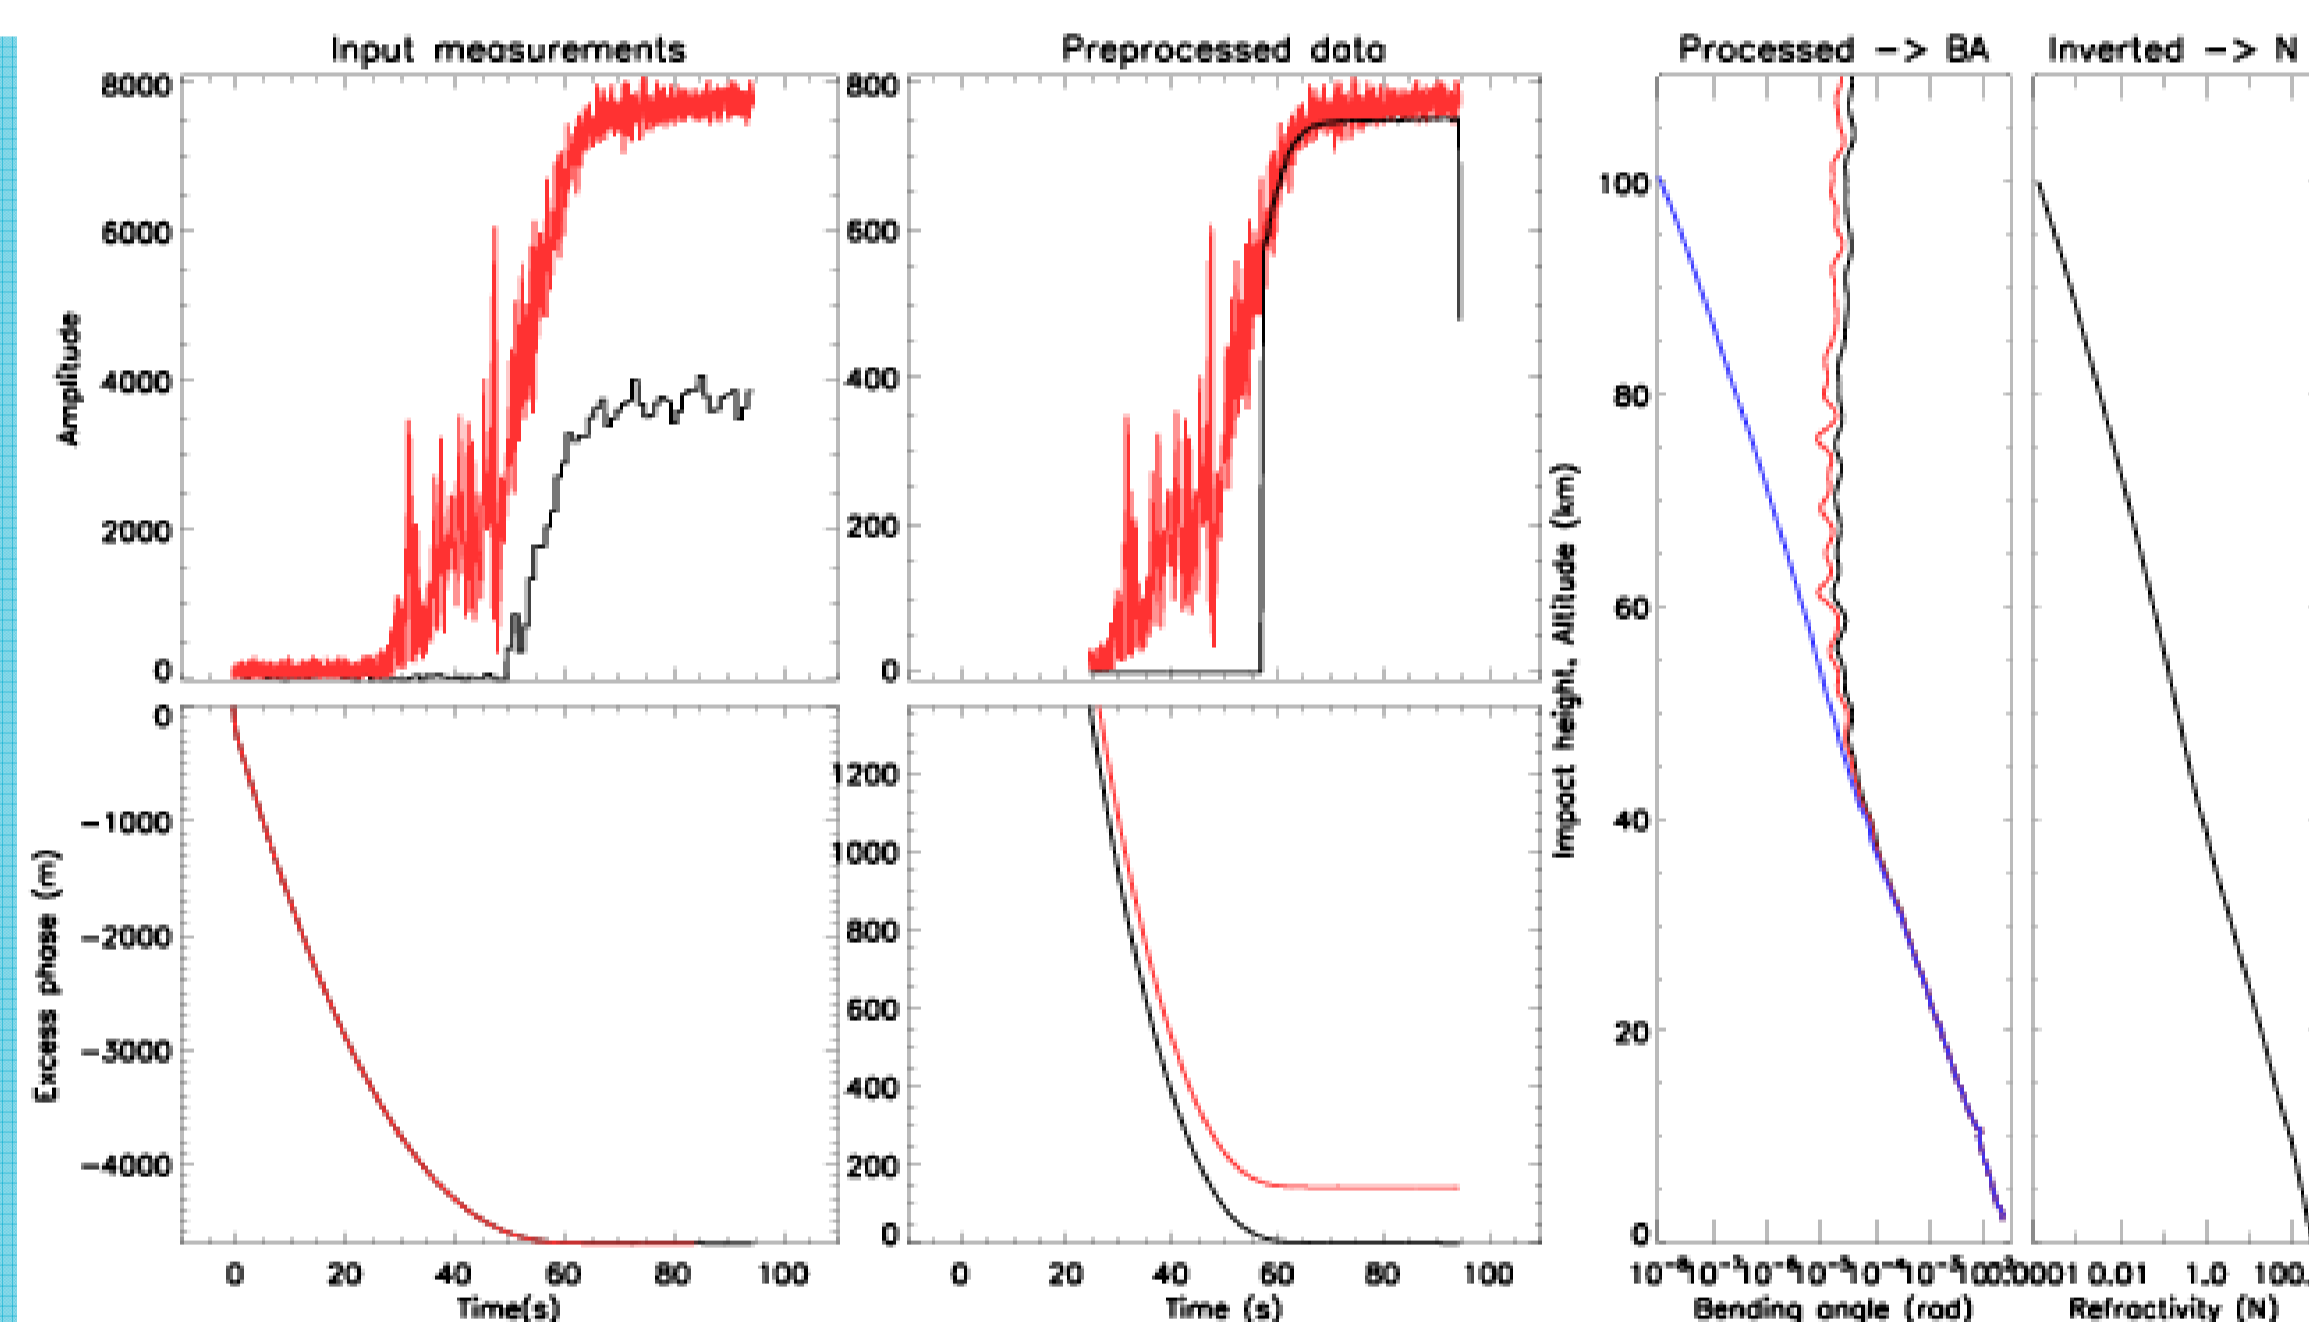 Input measurements
Preprocessed data
Processed -> BA
Inverted -> N
8000
6000
4000
2000
0
Amplitude
800
600
400
200
0
0
-1000
-2000
-3000
-4000
Excess phase (m)
1200
1000
800
600
400
200
0
100
80
60
40
20
0
Impact height, Altitude (km)
0 20 40 60 80 100
Time(s)
0 20 40 60 80 100
Time (s)
Bending angle (rad)
0.01 1.0 100.
Refractivity (N)